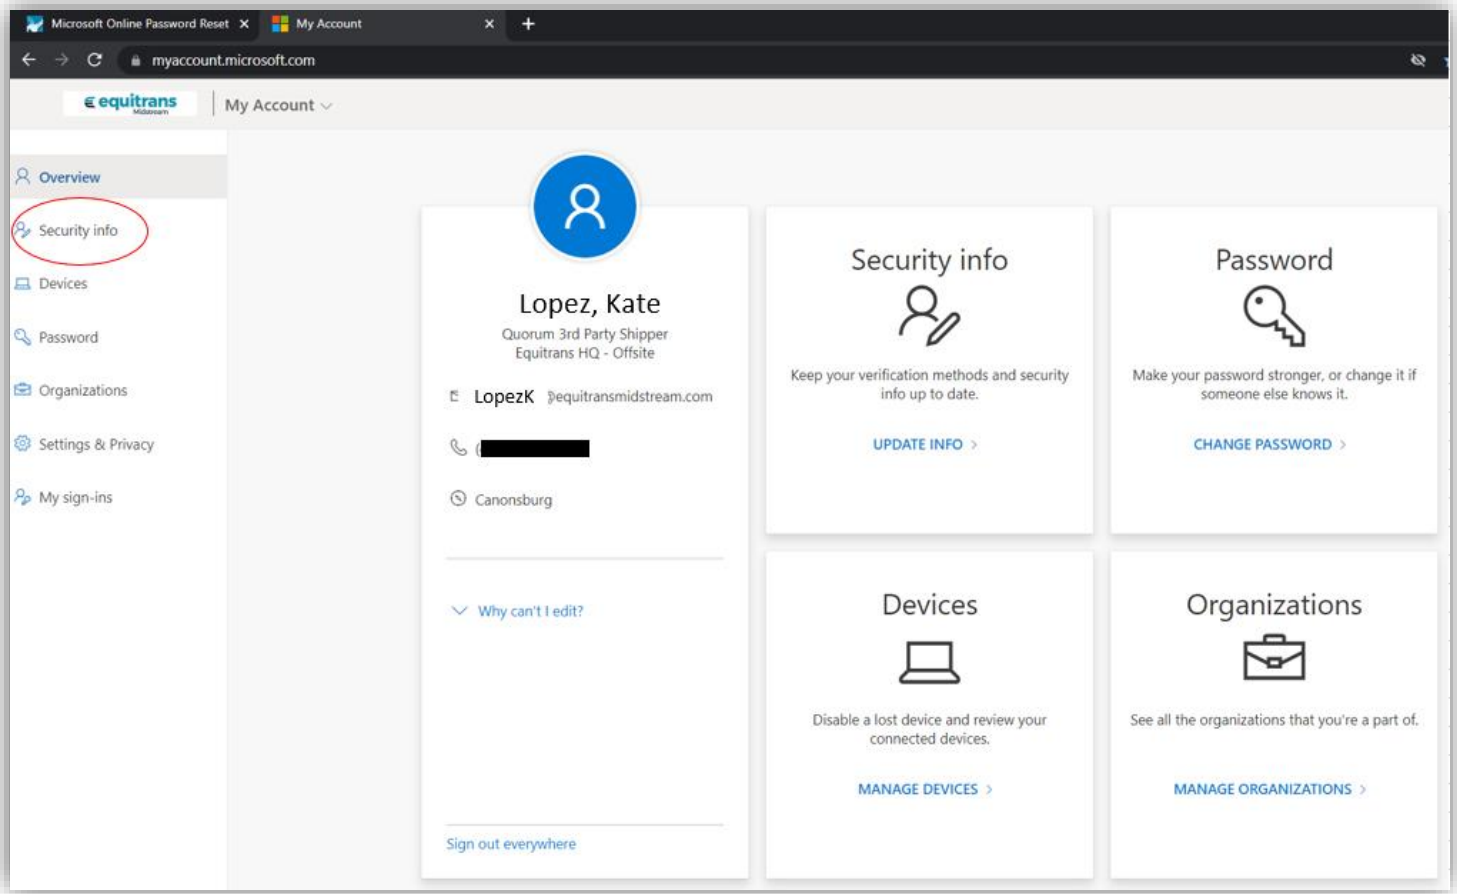 Microsoft Online Password Reset
My Account
myaccount.microsoft.com
equitrans
Midstream
My Account
Overview
Security info
Devices
Password
Organizations
Settings & Privacy
My sign-ins
Lopez, Kate
Quorum 3rd Party Shipper
Equitrans HQ - Offsite
LopezK @equitransmidstream.com
(
Canonsburg
Why can't I edit?
Sign out everywhere
Security info
Keep your verification methods and security
info up to date.
UPDATE INFO >
Password
Make your password stronger, or change it if
someone else knows it.
CHANGE PASSWORD >
Devices
Disable a lost device and review your
connected devices.
MANAGE DEVICES >
Organizations
See all the organizations that you're a part of.
MANAGE ORGANIZATIONS >